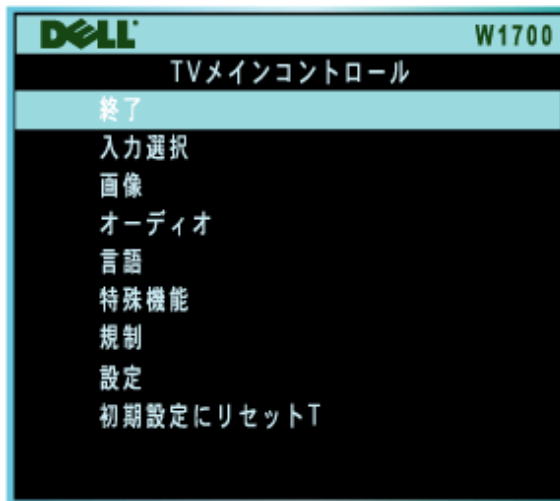 DELL W1700
TVメインコントロール
終了
入力選択
画像
オーディオ
言語
特殊機能
規制
設定
初期設定にリセットT